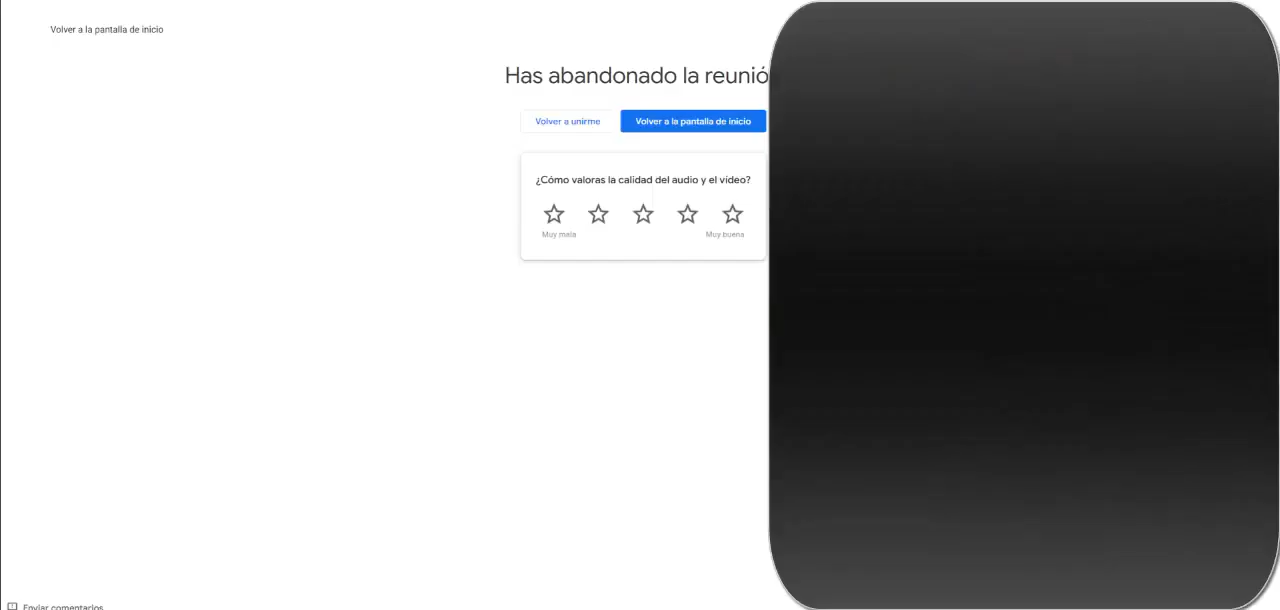 Volver a la pantalla de inicio
Has abandonado la reunió
Volver a unirme
Volver a la pantalla de inicio
¿Cómo valoras la calidad del audio y el vídeo?
Muy mala
Muy buena
Enviar comentarios